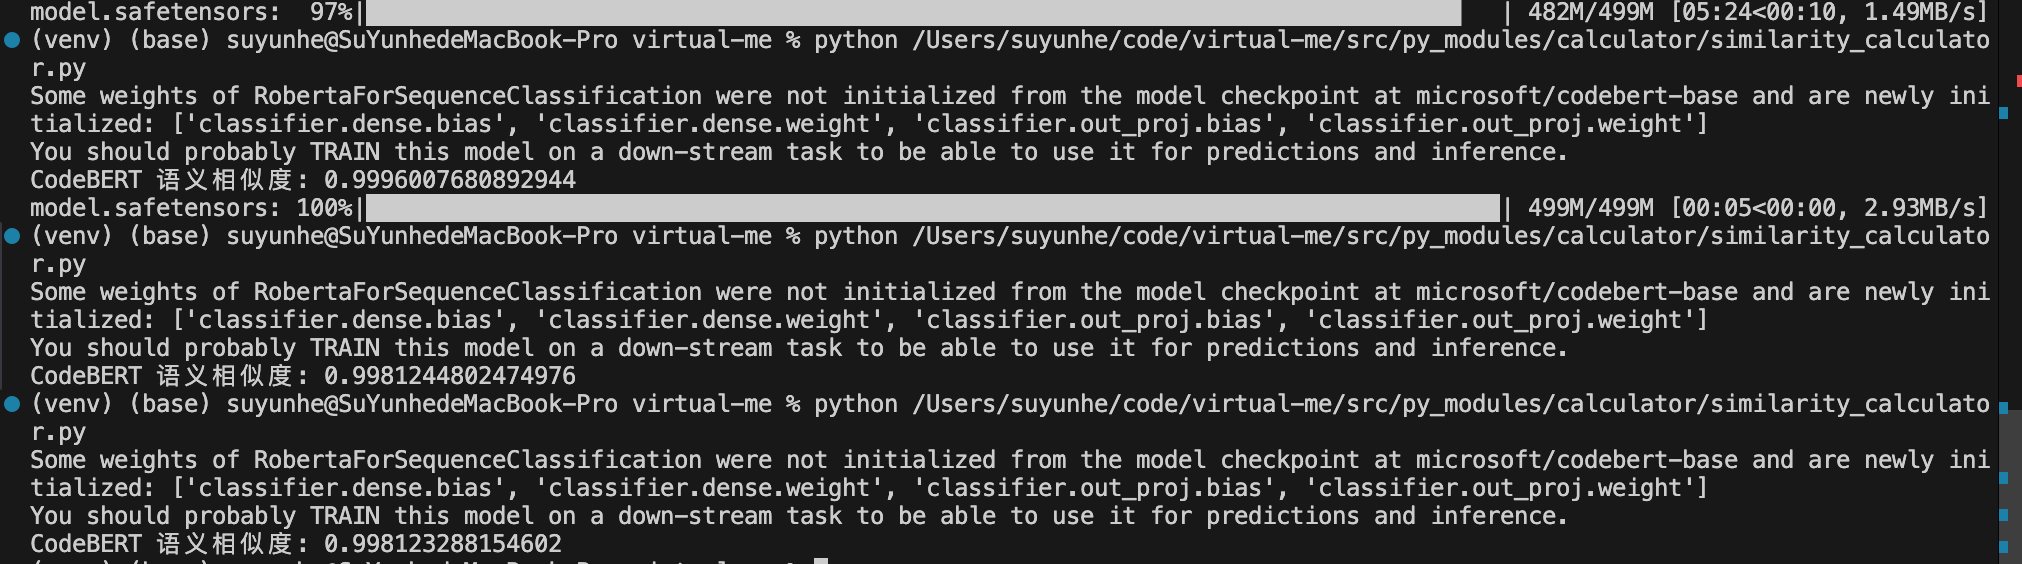 model.safetensors:  97%| | 482M/499M [05:24<00:10, 1.49MB/s]
(venv) (base) suyunhe@SuYunhedeMacBook-Pro virtual-me % python /Users/suyunhe/code/virtual-me/src/py_modules/calculator/similarity_calculato
r.py
Some weights of RobertaForSequenceClassification were not initialized from the model checkpoint at microsoft/codebert-base and are newly ini
tialized: ['classifier.dense.bias', 'classifier.dense.weight', 'classifier.out_proj.bias', 'classifier.out_proj.weight']
You should probably TRAIN this model on a down-stream task to be able to use it for predictions and inference.
CodeBERT 语义相似度: 0.9996007680892944
model.safetensors: 100%| | 499M/499M [00:05<00:00, 2.93MB/s]
(venv) (base) suyunhe@SuYunhedeMacBook-Pro virtual-me % python /Users/suyunhe/code/virtual-me/src/py_modules/calculator/similarity_calculato
r.py
Some weights of RobertaForSequenceClassification were not initialized from the model checkpoint at microsoft/codebert-base and are newly ini
tialized: ['classifier.dense.bias', 'classifier.dense.weight', 'classifier.out_proj.bias', 'classifier.out_proj.weight']
You should probably TRAIN this model on a down-stream task to be able to use it for predictions and inference.
CodeBERT 语义相似度: 0.9981244802474976
(venv) (base) suyunhe@SuYunhedeMacBook-Pro virtual-me % python /Users/suyunhe/code/virtual-me/src/py_modules/calculator/similarity_calculato
r.py
Some weights of RobertaForSequenceClassification were not initialized from the model checkpoint at microsoft/codebert-base and are newly ini
tialized: ['classifier.dense.bias', 'classifier.dense.weight', 'classifier.out_proj.bias', 'classifier.out_proj.weight']
You should probably TRAIN this model on a down-stream task to be able to use it for predictions and inference.
CodeBERT 语义相似度: 0.998123288154602